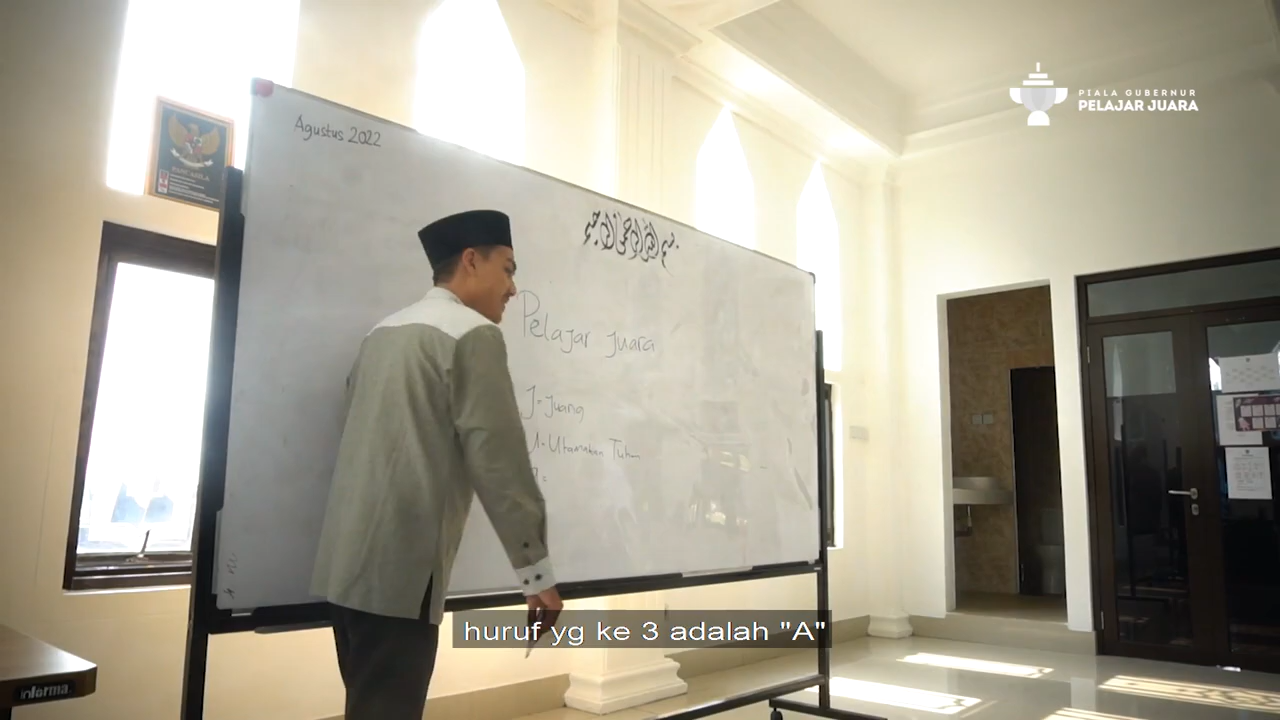 PIALA GUBERNUR
PELAJAR JUARA
Agustus 2022
بسم الله الرحمن الرحيم
Pelajar Juara
J = Juang
U = Utamakan Tuhan
A =
huruf yg ke 3 adalah "A"
informa